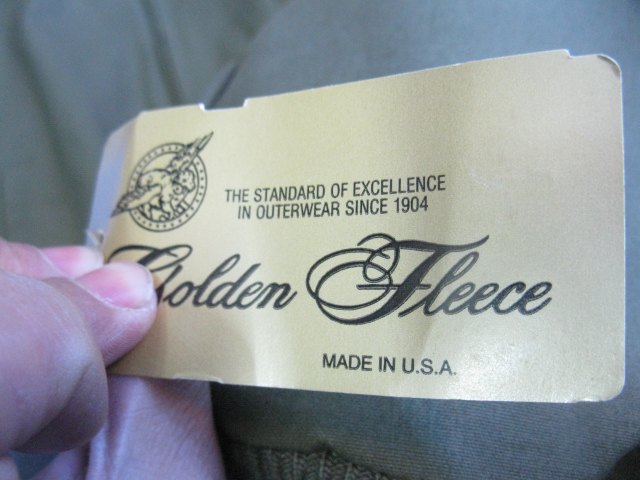 THE STANDARD OF EXCELLENCE
IN OUTERWEAR SINCE 1904
Golden Fleece
MADE IN U.S.A.